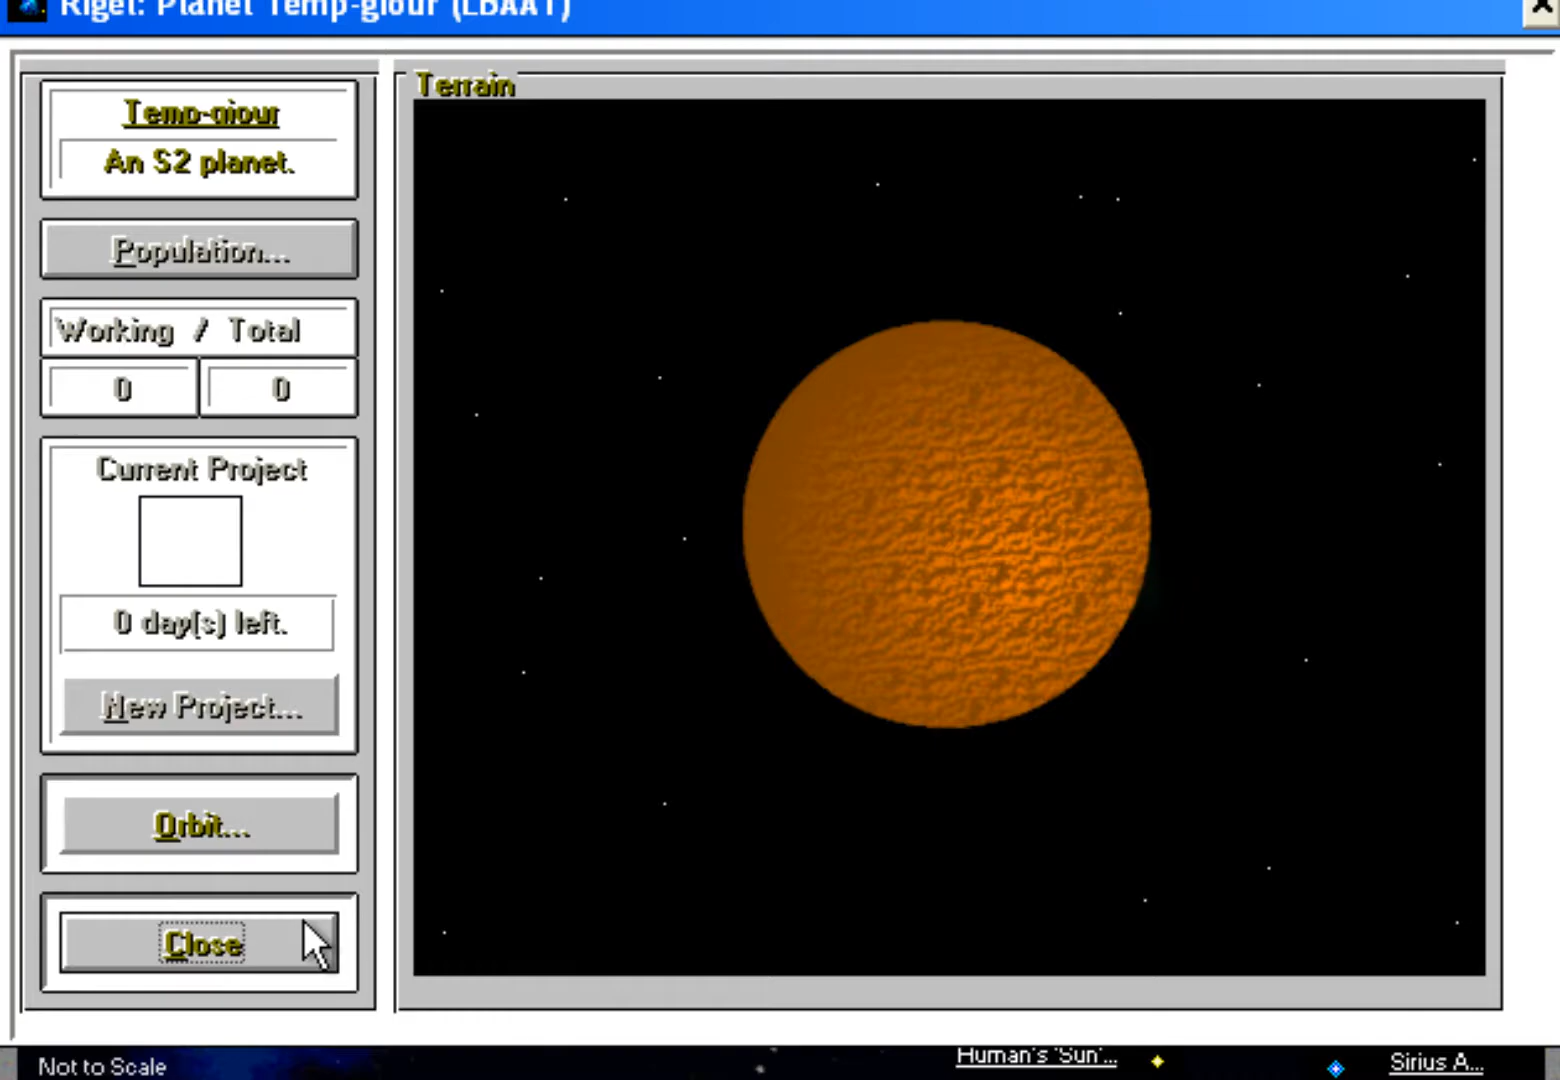 Rigel: Planet Temp-giour (LBAAT)
Temp-giour
An S2 planet.
Population...
Working / Total
0 0
Current Project
0 day(s) left.
New Project...
Orbit...
Close
Terrain
Not to Scale
Human's 'Sun'...
Sirius A...